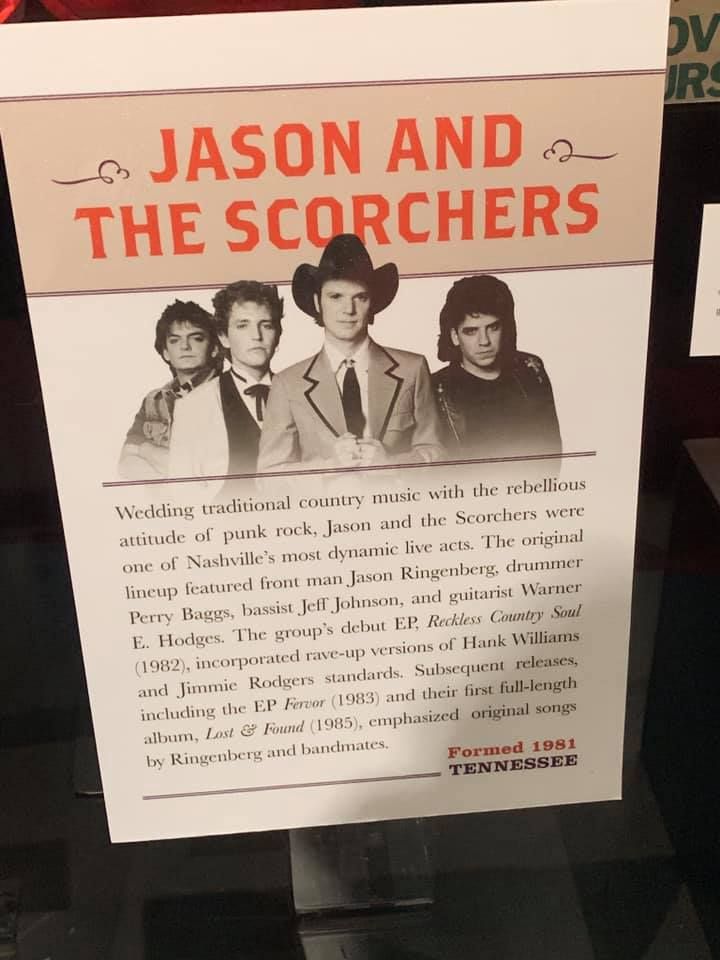 JASON AND
THE SCORCHERS
Wedding traditional country music with the rebellious
attitude of punk rock, Jason and the Scorchers were
one of Nashville's most dynamic live acts. The original
lineup featured front man Jason Ringenberg, drummer
Perry Baggs, bassist Jeff Johnson, and guitarist Warner
E. Hodges. The group's debut EP, Reckless Country Soul
(1982), incorporated rave-up versions of Hank Williams
and Jimmie Rodgers standards. Subsequent releases,
including the EP Fervor (1983) and their first full-length
album, Lost & Found (1985), emphasized original songs
by Ringenberg and bandmates.
Formed 1981
TENNESSEE